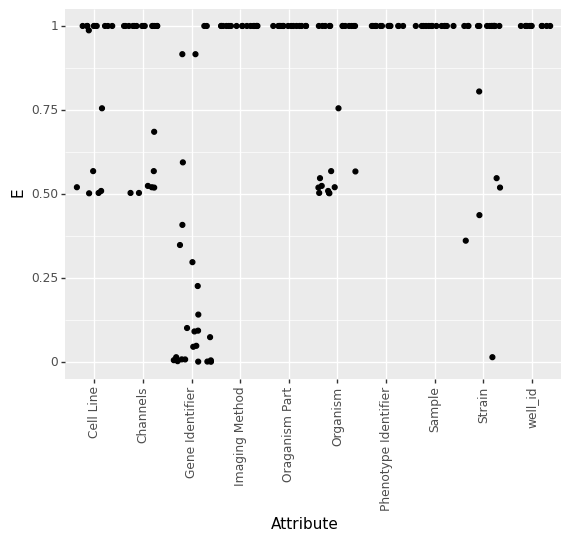 1
0.75
0.50
0.25
0
E
Cell Line
Channels
Gene Identifier
Imaging Method
Oraganism Part
Organism
Phenotype Identifier
Sample
Strain
well_id
Attribute